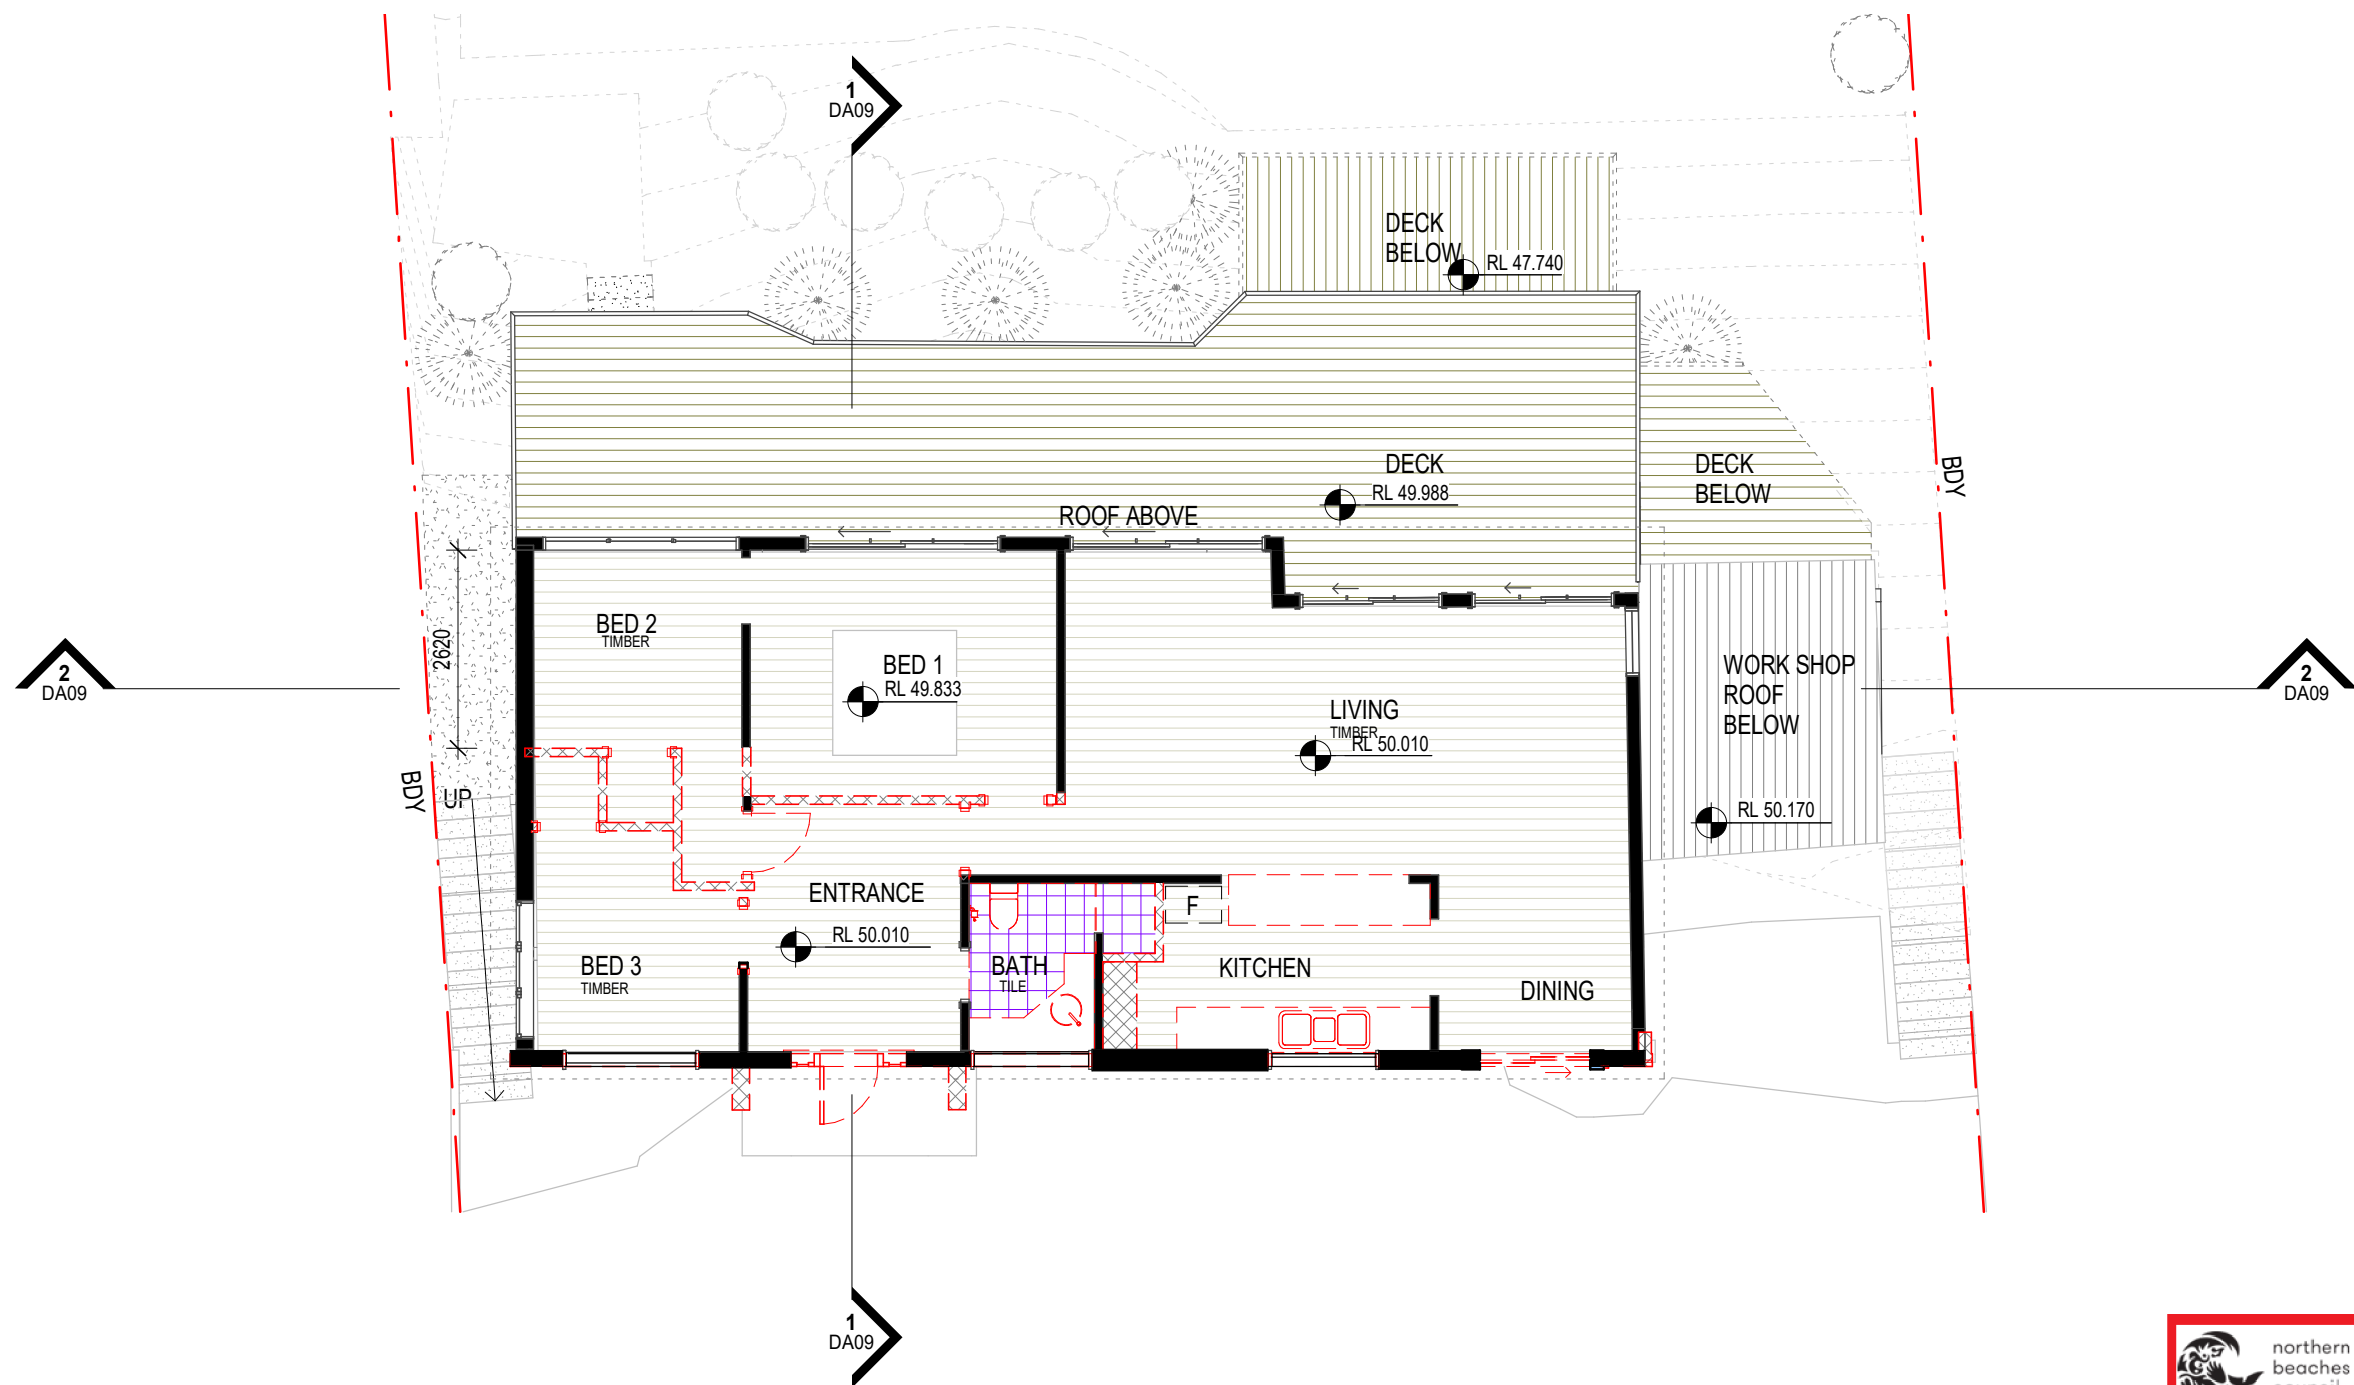 1
DA09
DECK
BELOW
RL 47.740
DECK
RL 49.988
DECK
BELOW
BDY
ROOF ABOVE
BED 2
TIMBER
2620
BED 1
RL 49.833
LIVING
TIMBER
RL 50.010
WORK SHOP
ROOF
BELOW
2
DA09
2
DA09
BDY
UP
RL 50.170
ENTRANCE
F
RL 50.010
BED 3
TIMBER
BATH
TILE
KITCHEN
DINING
1
DA09
northern
beaches
council